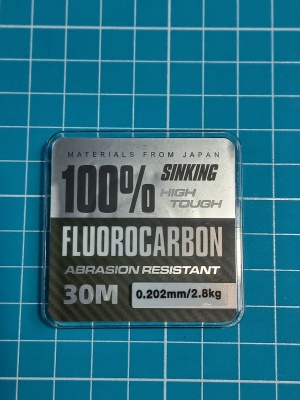 MATERIALS FROM JAPAN
100% SINKING
HIGH
TOUGH
FLUOROCARBON
ABRASION RESISTANT
30M 0.202mm/2.8kg